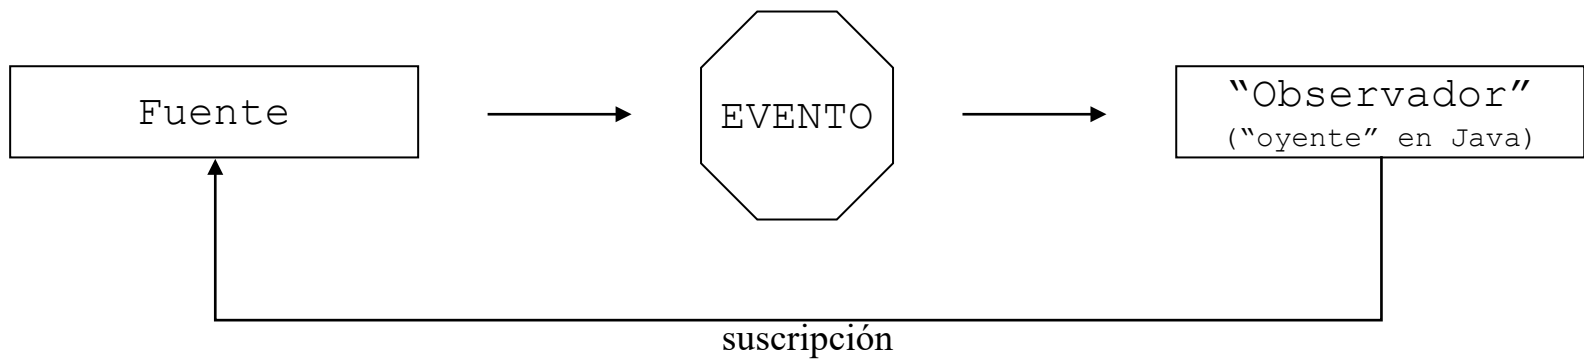 Fuente
EVENTO
“Observador”
(“oyente” en Java)
suscripción